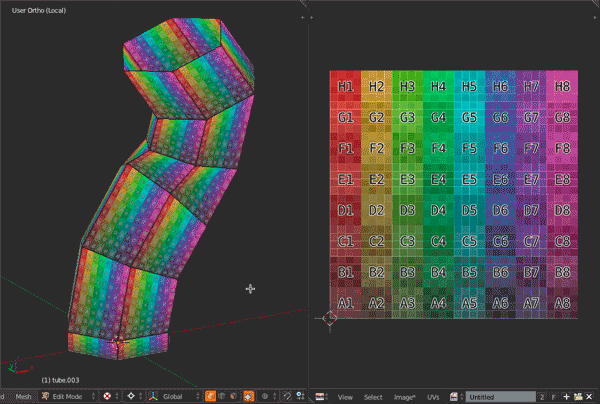 User Ortho (Local)
H1 H2 H3 H4 H5 H6 H7 H8
G1 G2 G3 G4 G5 G6 G7 G8
F1 F2 F3 F4 F5 F6 F7 F8
E1 E2 E3 E4 E5 E6 E7 E8
D1 D2 D3 D4 D5 D6 D7 D8
C1 C2 C3 C4 C5 C6 C7 C8
B1 B2 B3 B4 B5 B6 B7 B8
A1 A2 A3 A4 A5 A6 A7 A8
(1) tube.003
Mesh Edit Mode Global
View Select Image* UVs Untitled 2 F